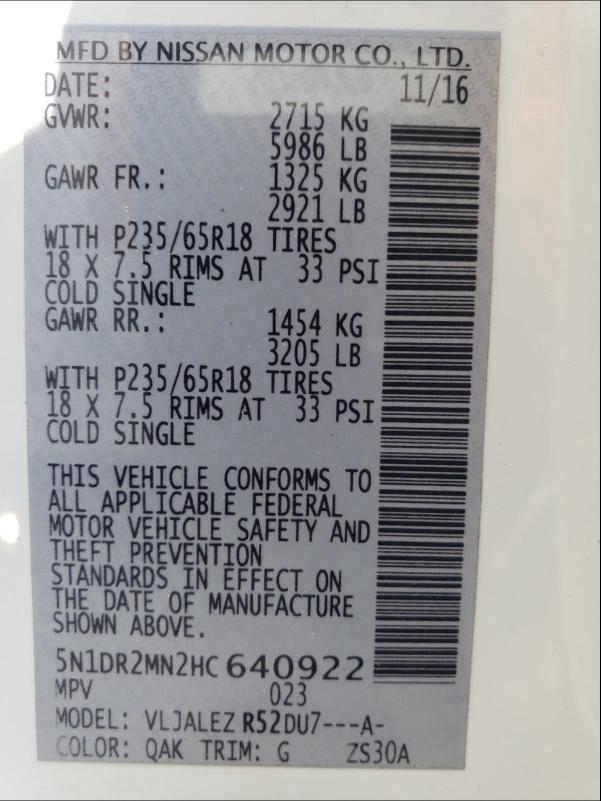 MFD BY NISSAN MOTOR CO., LTD.
DATE: 11/16
GVWR: 2715 KG
5986 LB
GAWR FR.: 1325 KG
2921 LB
WITH P235/65R18 TIRES
18 X 7.5 RIMS AT 33 PSI
COLD SINGLE
GAWR RR.: 1454 KG
3205 LB
WITH P235/65R18 TIRES
18 X 7.5 RIMS AT 33 PSI
COLD SINGLE
THIS VEHICLE CONFORMS TO
ALL APPLICABLE FEDERAL
MOTOR VEHICLE SAFETY AND
THEFT PREVENTION
STANDARDS IN EFFECT ON
THE DATE OF MANUFACTURE
SHOWN ABOVE.
5N1DR2MN2HC 640922
MPV 023
MODEL: VLJALEZ R52DU7---A-
COLOR: QAK TRIM: G ZS30A